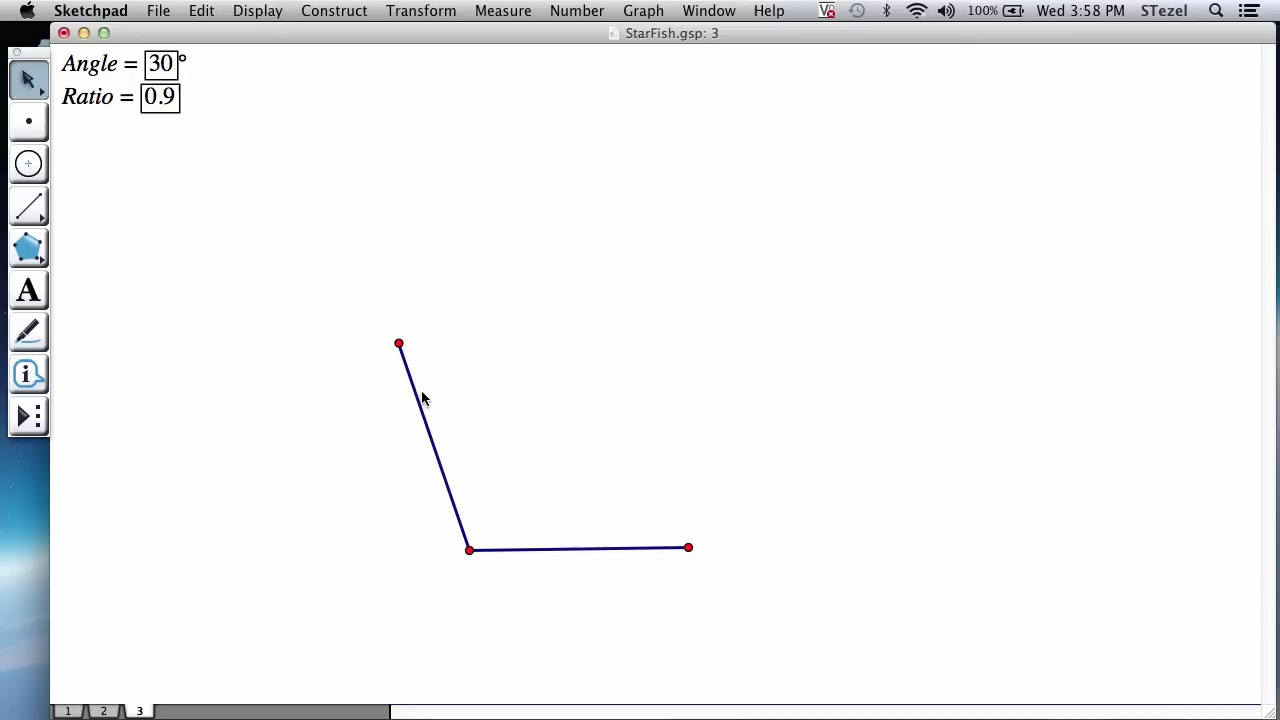 Sketchpad File Edit Display Construct Transform Measure Number Graph Window Help 100% Wed 3:58 PM STezel
StarFish.gsp: 3
Angle = 30°
Ratio = 0.9
A
i
1 2 3